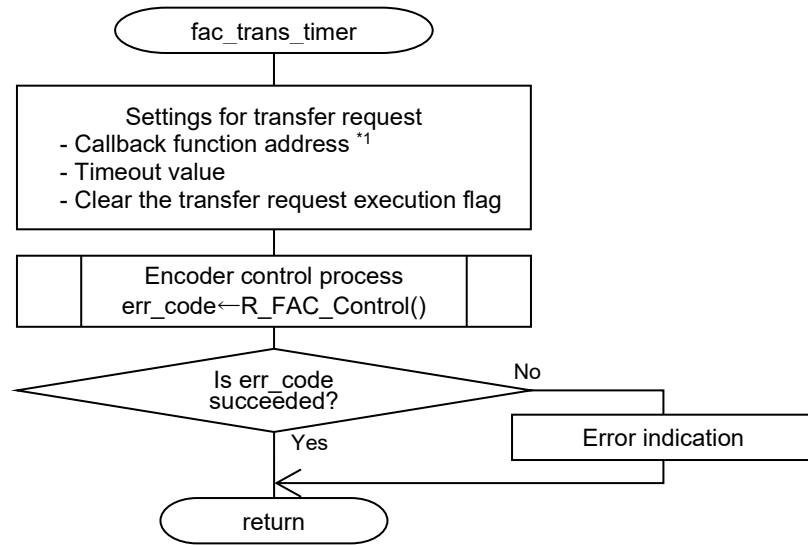 fac_trans_timer
Settings for transfer request
- Callback function address *1
- Timeout value
- Clear the transfer request execution flag
Encoder control process
err_code←R_FAC_Control()
Is err_code
succeeded?
No
Yes
Error indication
return